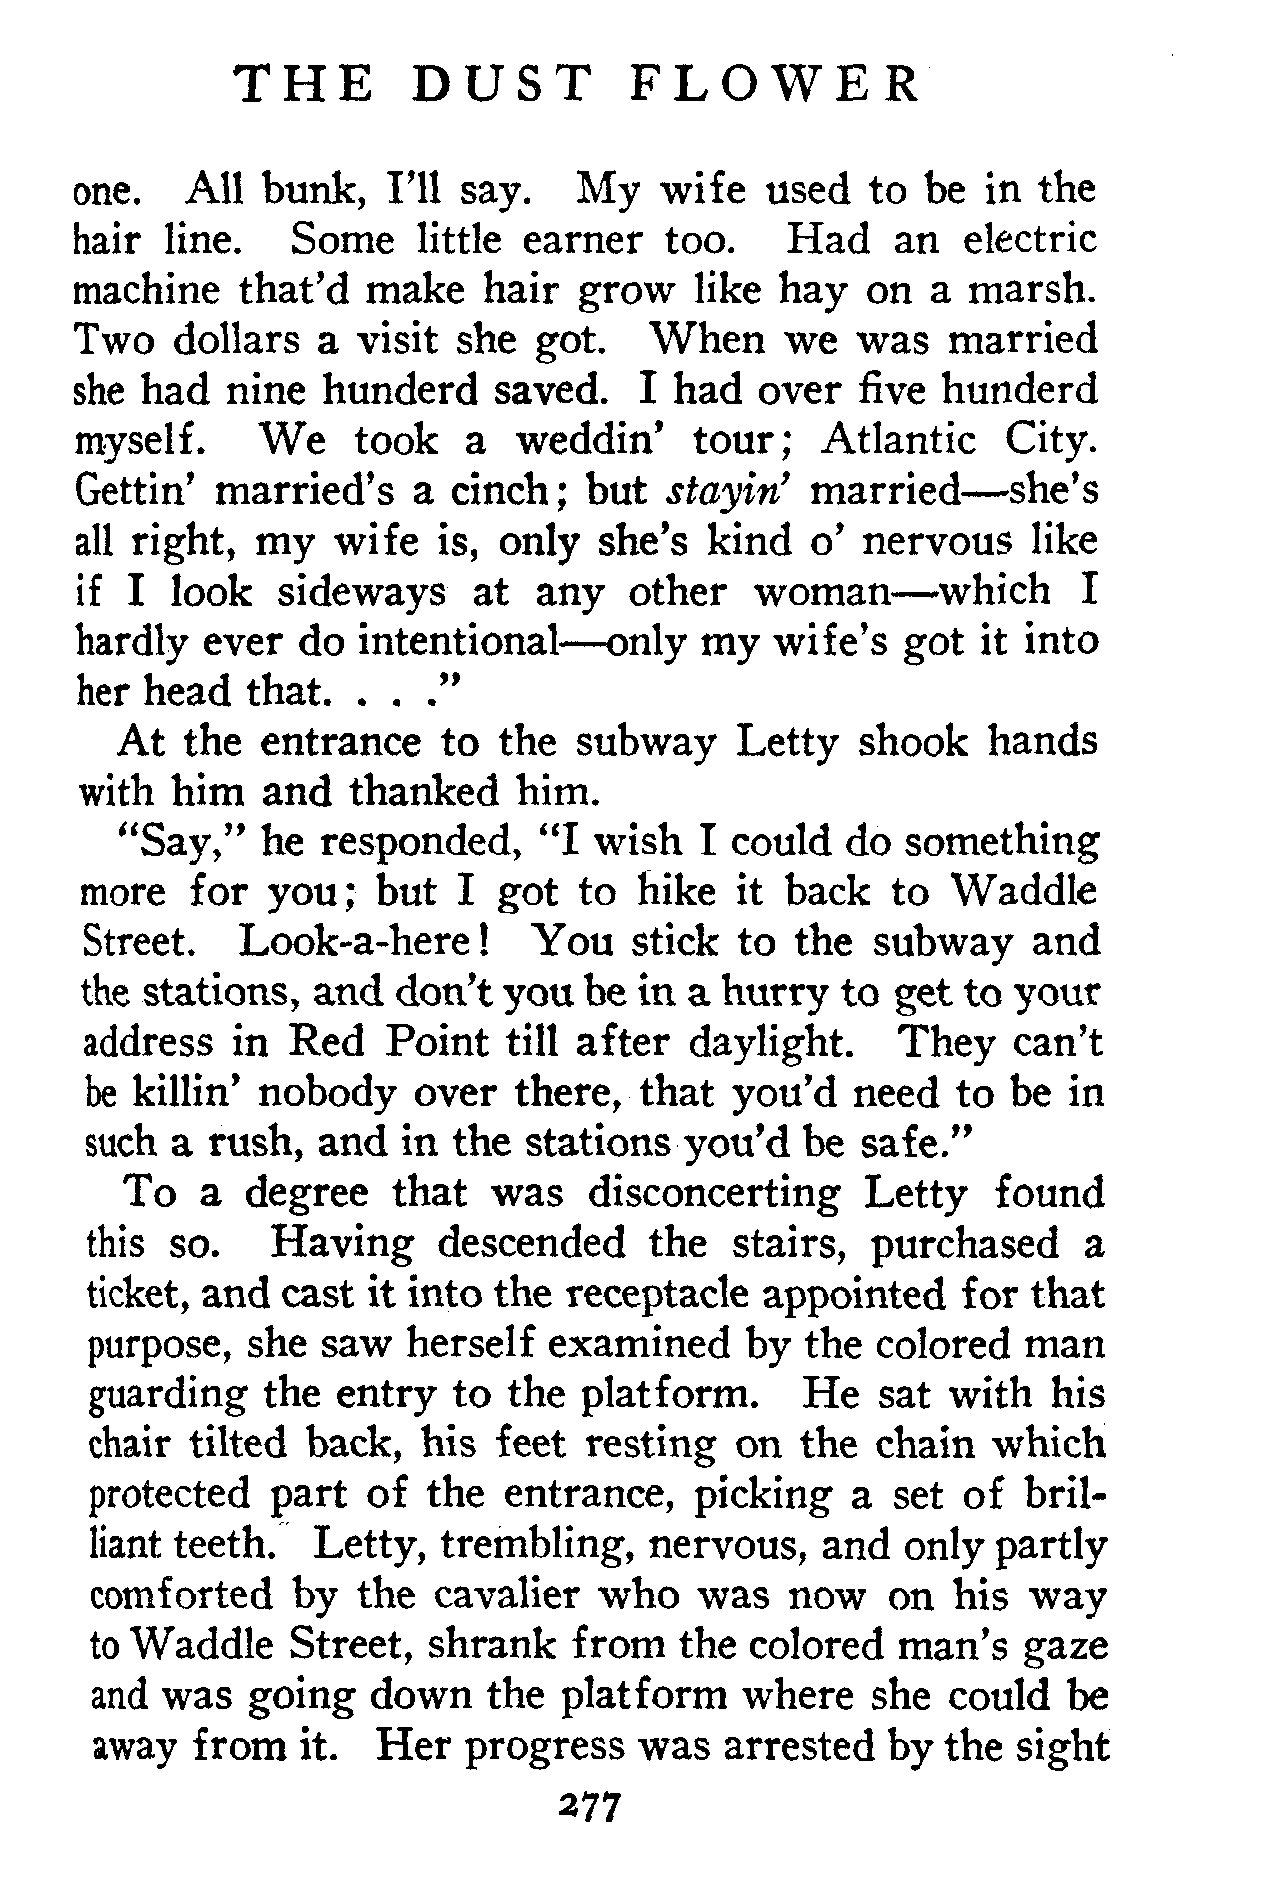 THE DUST FLOWER
one. All bunk, I'll say. My wife used to be in the
hair line. Some little earner too. Had an electric
machine that'd make hair grow like hay on a marsh.
Two dollars a visit she got. When we was married
she had nine hunderd saved. I had over five hunderd
myself. We took a weddin' tour; Atlantic City.
Gettin' married's a cinch; but stayin' married—she's
all right, my wife is, only she's kind o' nervous like
if I look sideways at any other woman—which I
hardly ever do intentional—only my wife's got it into
her head that. . . ."
At the entrance to the subway Letty shook hands
with him and thanked him.
"Say," he responded, "I wish I could do something
more for you; but I got to hike it back to Waddle
Street. Look-a-here! You stick to the subway and
the stations, and don't you be in a hurry to get to your
address in Red Point till after daylight. They can't
be killin' nobody over there, that you'd need to be in
such a rush, and in the stations you'd be safe."
To a degree that was disconcerting Letty found
this so. Having descended the stairs, purchased a
ticket, and cast it into the receptacle appointed for that
purpose, she saw herself examined by the colored man
guarding the entry to the platform. He sat with his
chair tilted back, his feet resting on the chain which
protected part of the entrance, picking a set of bril-
liant teeth. Letty, trembling, nervous, and only partly
comforted by the cavalier who was now on his way
to Waddle Street, shrank from the colored man's gaze
and was going down the platform where she could be
away from it. Her progress was arrested by the sight
277